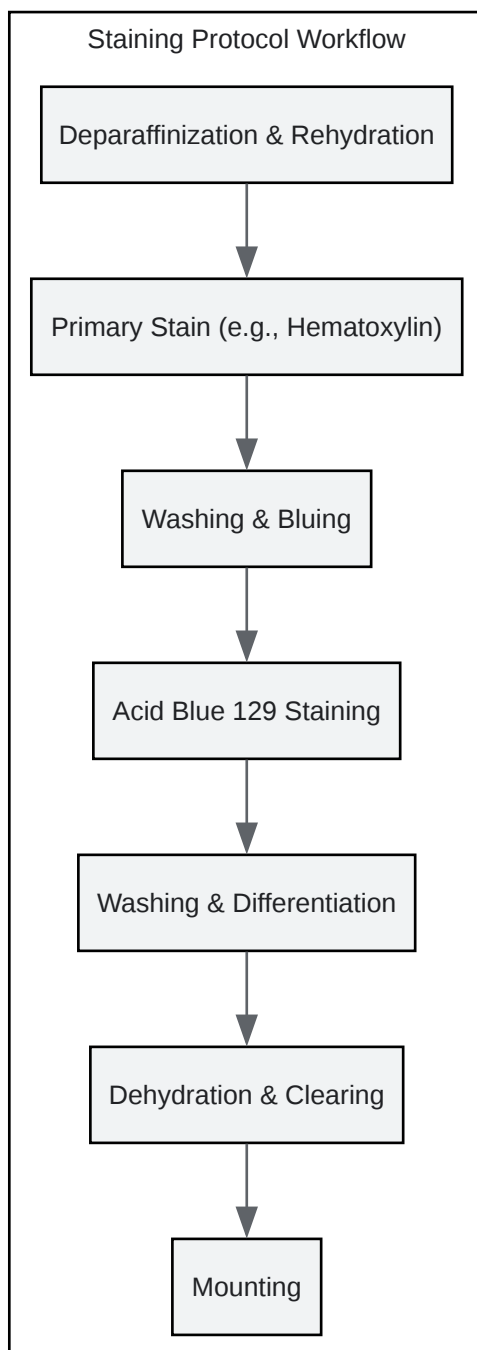 Staining Protocol Workflow
Deparaffinization & Rehydration
Primary Stain (e.g., Hematoxylin)
Washing & Bluing
Acid Blue 129 Staining
Washing & Differentiation
Dehydration & Clearing
Mounting